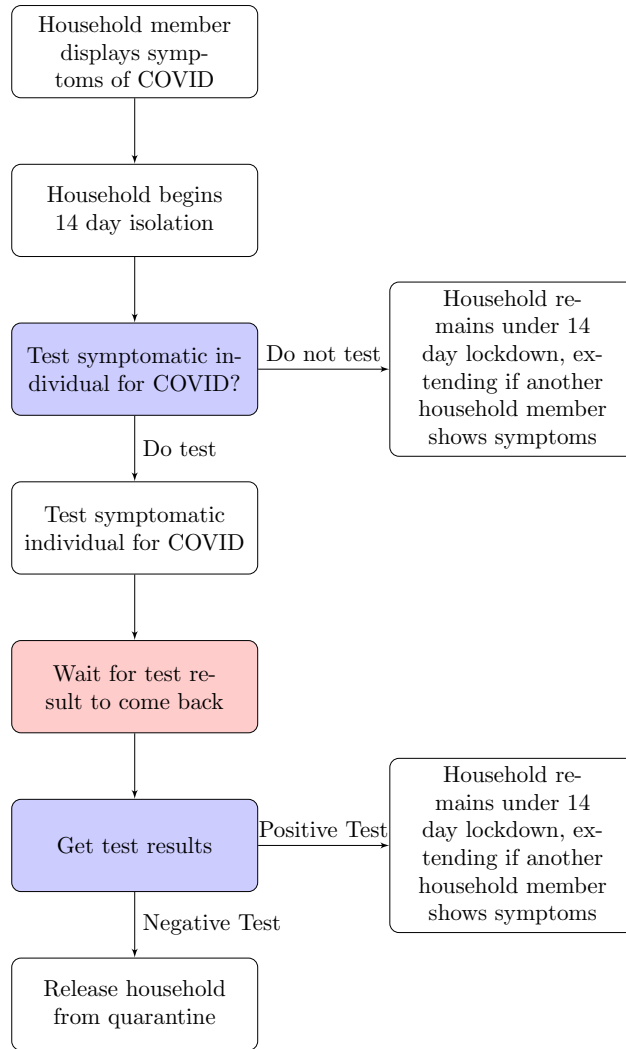 Household member
displays symp-
toms of COVID
Household begins
14 day isolation
Test symptomatic in-
dividual for COVID?
Do not test
Household re-
mains under 14
day lockdown, ex-
tending if another
household member
shows symptoms
Do test
Test symptomatic
individual for COVID
Wait for test re-
sult to come back
Get test results
Positive Test
Household re-
mains under 14
day lockdown, ex-
tending if another
household member
shows symptoms
Negative Test
Release household
from quarantine